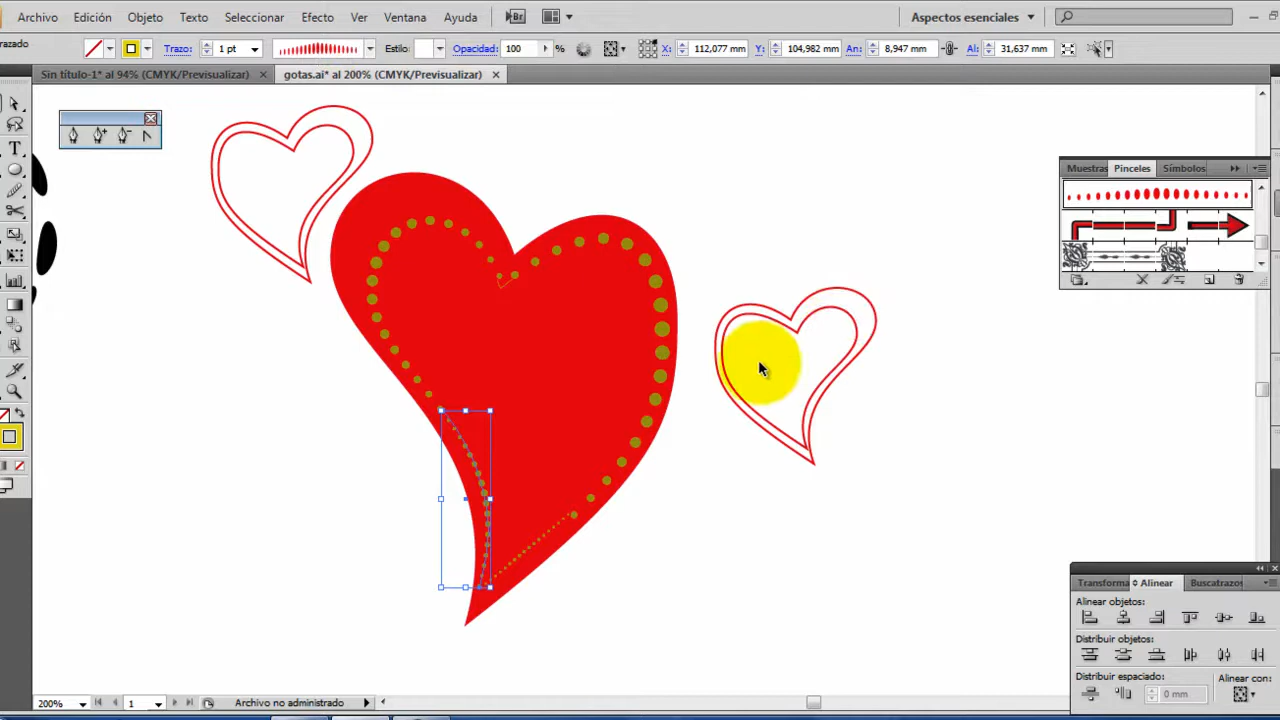 Archivo Edición Objeto Texto Seleccionar Efecto Ver Ventana Ayuda Br Aspectos esenciales
Trazo: 1 pt Estilo: Opacidad: 100 % X: 112,077 mm Y: 104,982 mm An: 8,947 mm Al: 31,637 mm
Sin título-1* al 94% (CMYK/Previsualizar) gotas.ai* al 200% (CMYK/Previsualizar)
Muestras Pinceles Símbolos
Transforma Alinear Buscatrazos
Alinear objetos:
Distribuir objetos:
Distribuir espaciado: Alinear con:
0 mm
200% 1 Archivo no administrado